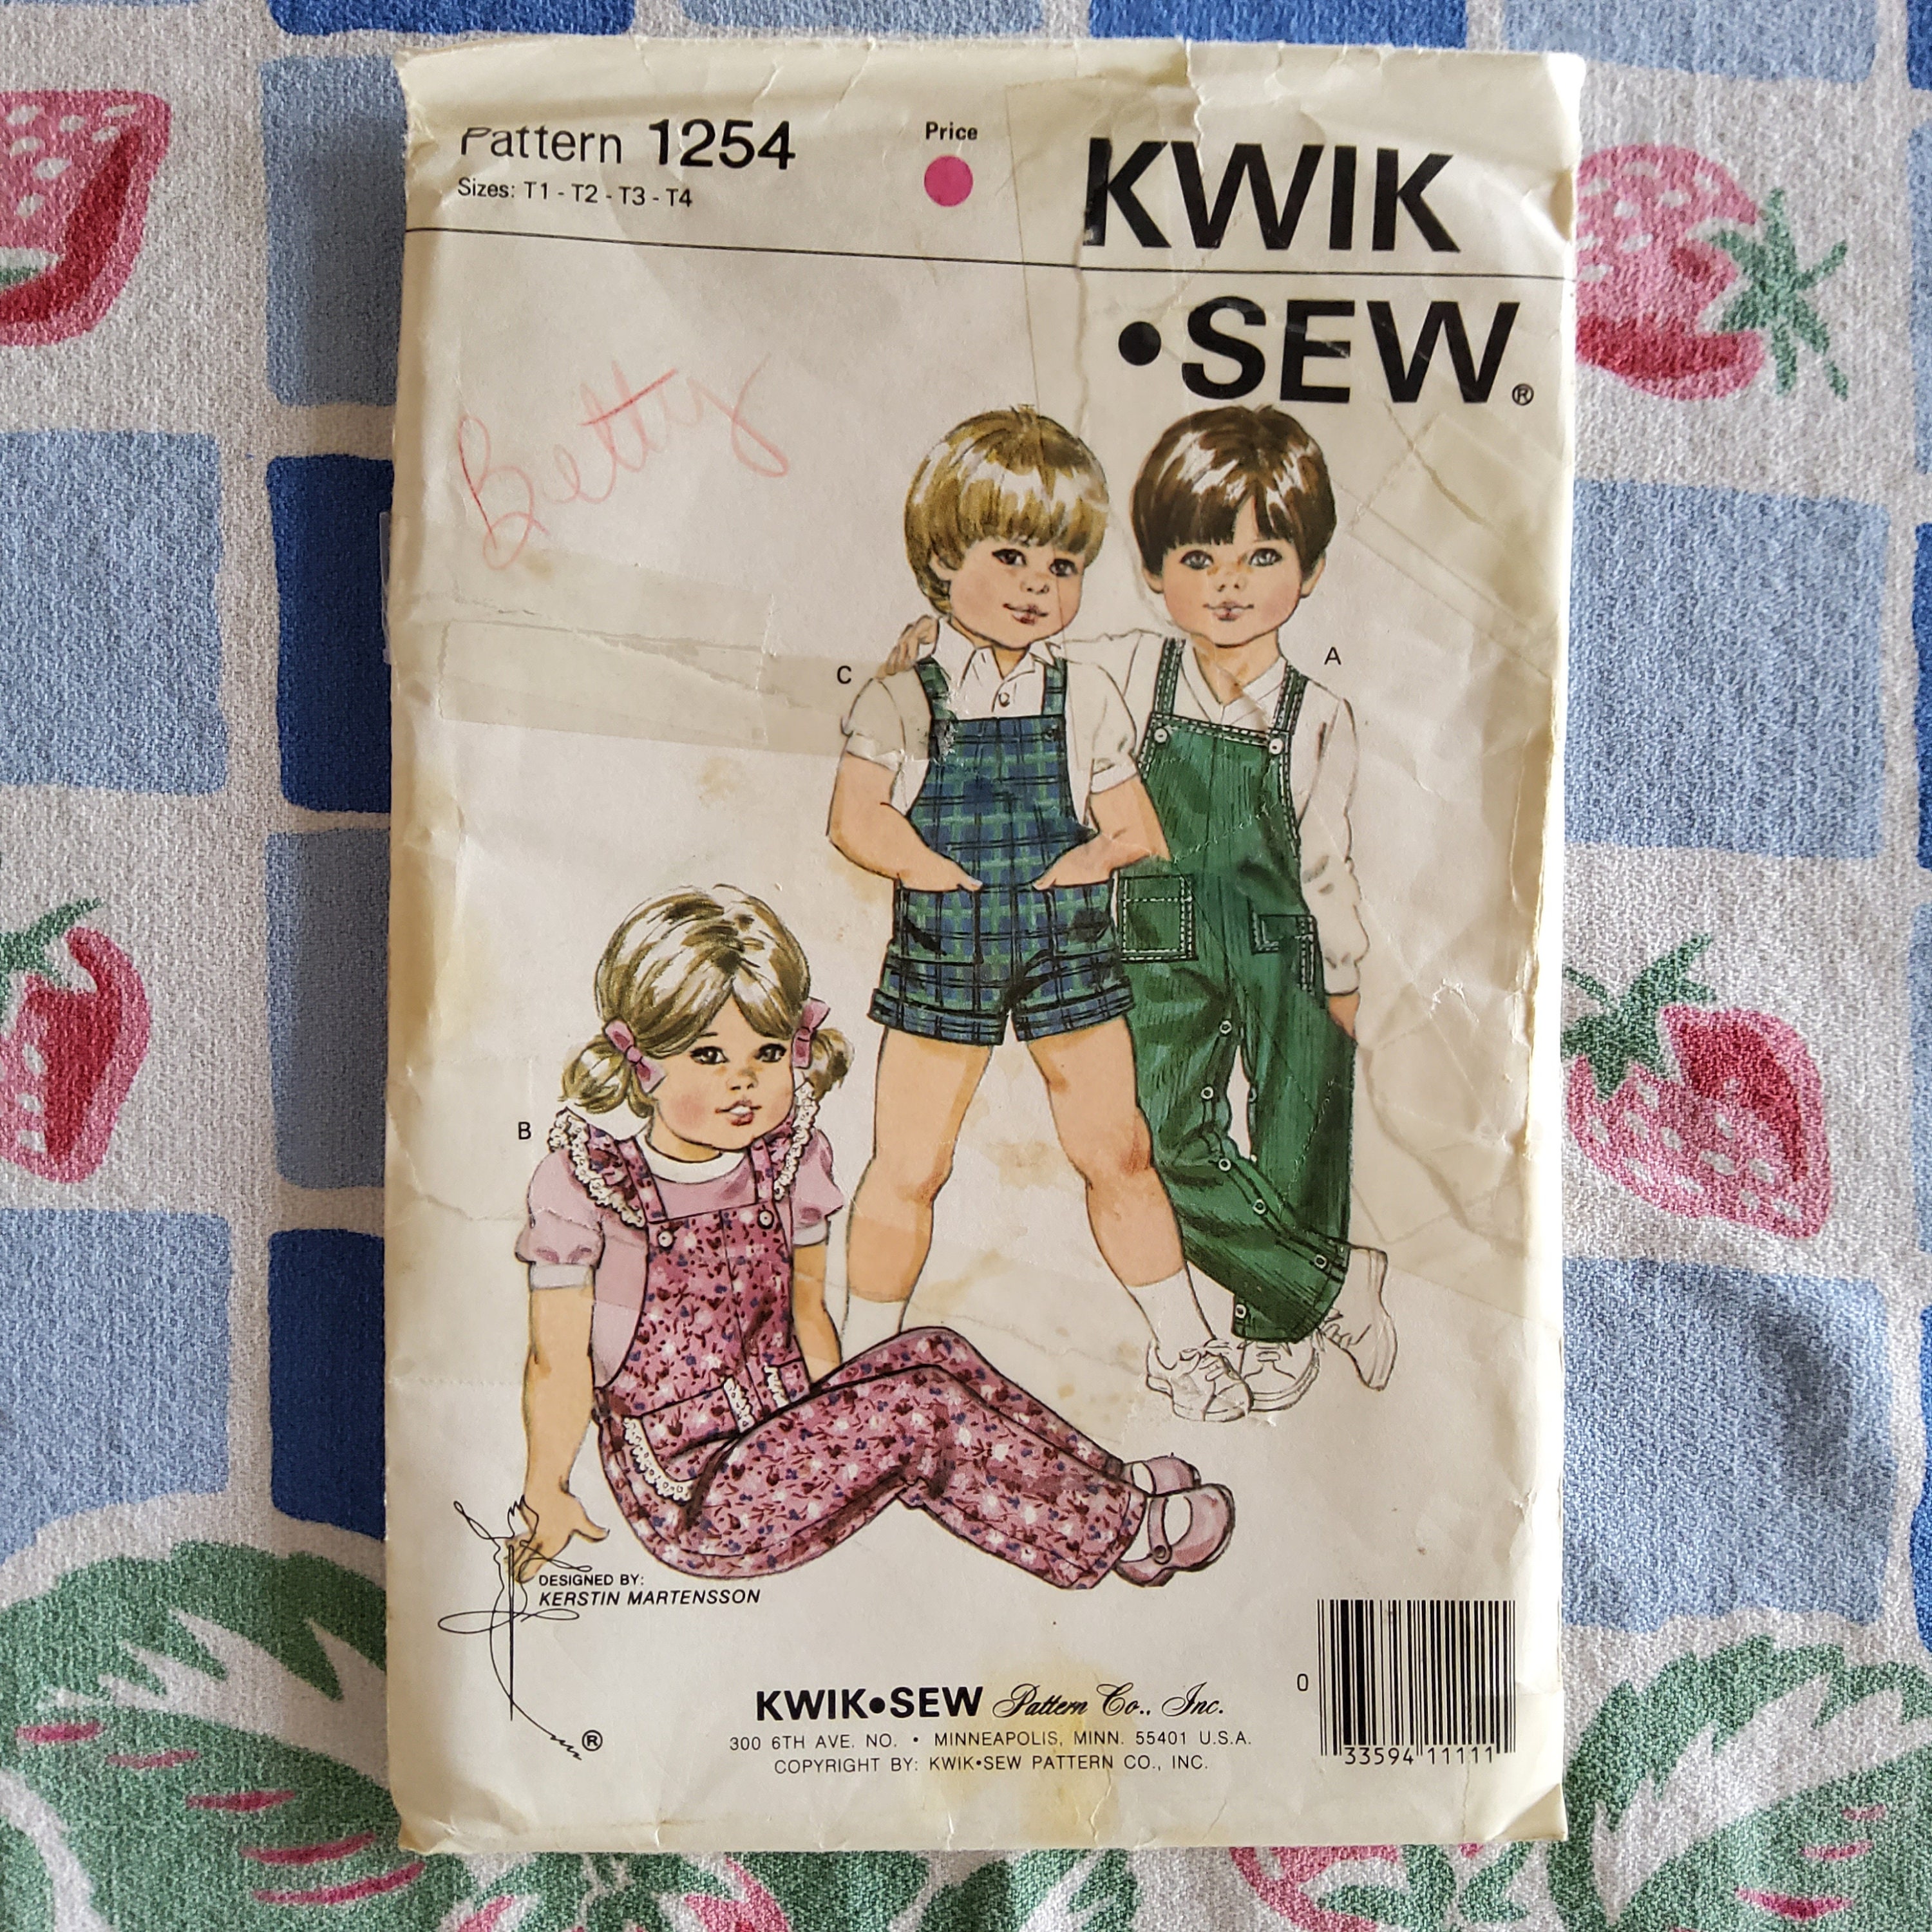 Pattern 1254
Sizes: T1 - T2 - T3 - T4
Price
KWIK
•SEW®
Betty
C
A
B
DESIGNED BY:
KERSTIN MARTENSSON
®
KWIK•SEW Pattern Co., Inc.
300 6TH AVE. NO. • MINNEAPOLIS, MINN. 55401 U.S.A.
COPYRIGHT BY: KWIK•SEW PATTERN CO., INC.
0 33594 11111